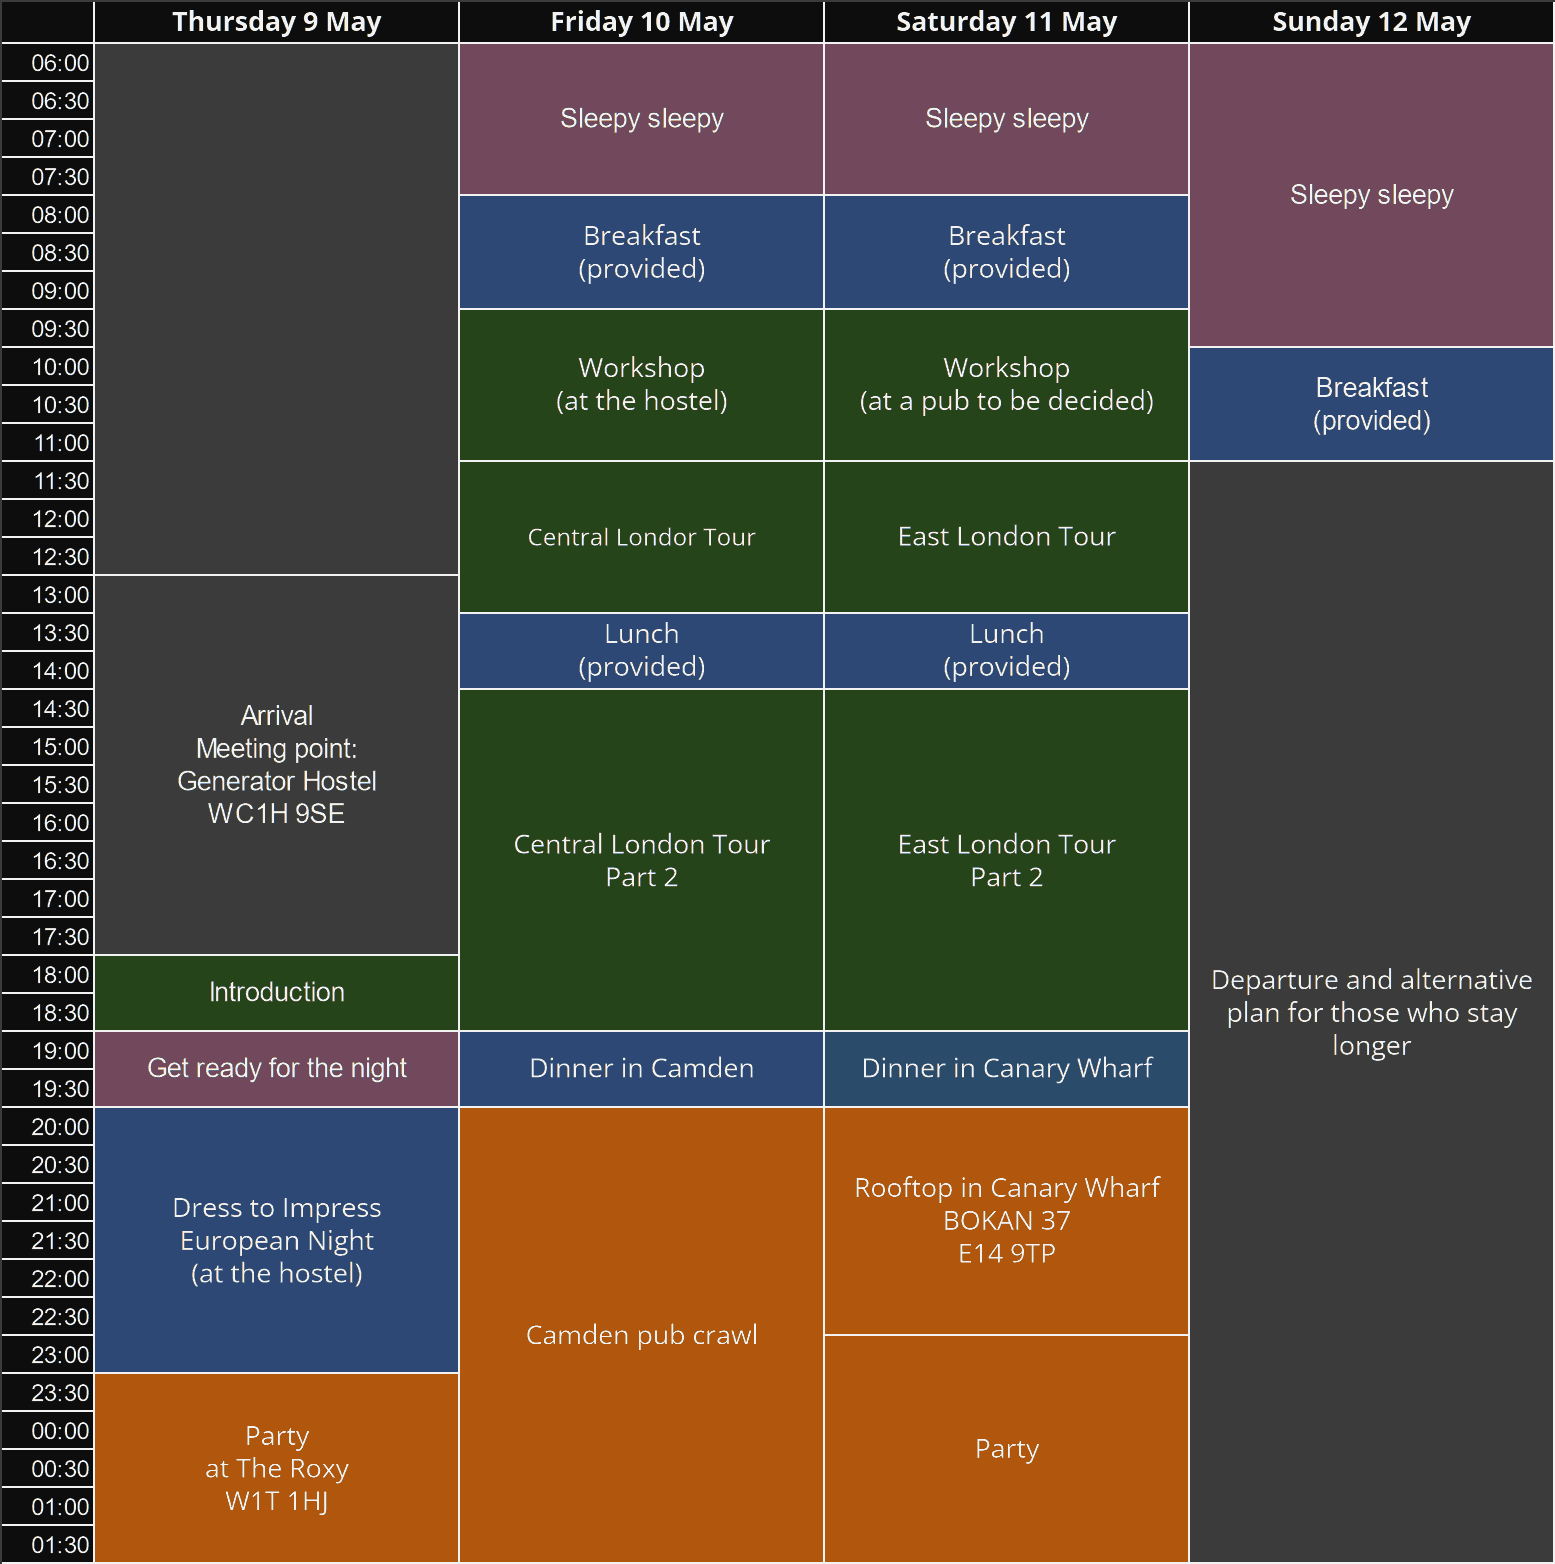 Thursday 9 May
Friday 10 May
Saturday 11 May
Sunday 12 May
06:00
06:30
07:00
07:30
08:00
08:30
09:00
09:30
10:00
10:30
11:00
11:30
12:00
12:30
13:00
13:30
14:00
14:30
15:00
15:30
16:00
16:30
17:00
17:30
18:00
18:30
19:00
19:30
20:00
20:30
21:00
21:30
22:00
22:30
23:00
23:30
00:00
00:30
01:00
01:30
Arrival
Meeting point:
Generator Hostel
WC1H 9SE
Introduction
Get ready for the night
Dress to Impress
European Night
(at the hostel)
Party
at The Roxy
W1T 1HJ
Sleepy sleepy
Breakfast
(provided)
Workshop
(at the hostel)
Central Londor Tour
Lunch
(provided)
Central London Tour
Part 2
Dinner in Camden
Camden pub crawl
Sleepy sleepy
Breakfast
(provided)
Workshop
(at a pub to be decided)
East London Tour
Lunch
(provided)
East London Tour
Part 2
Dinner in Canary Wharf
Rooftop in Canary Wharf
BOKAN 37
E14 9TP
Party
Sleepy sleepy
Breakfast
(provided)
Departure and alternative
plan for those who stay
longer